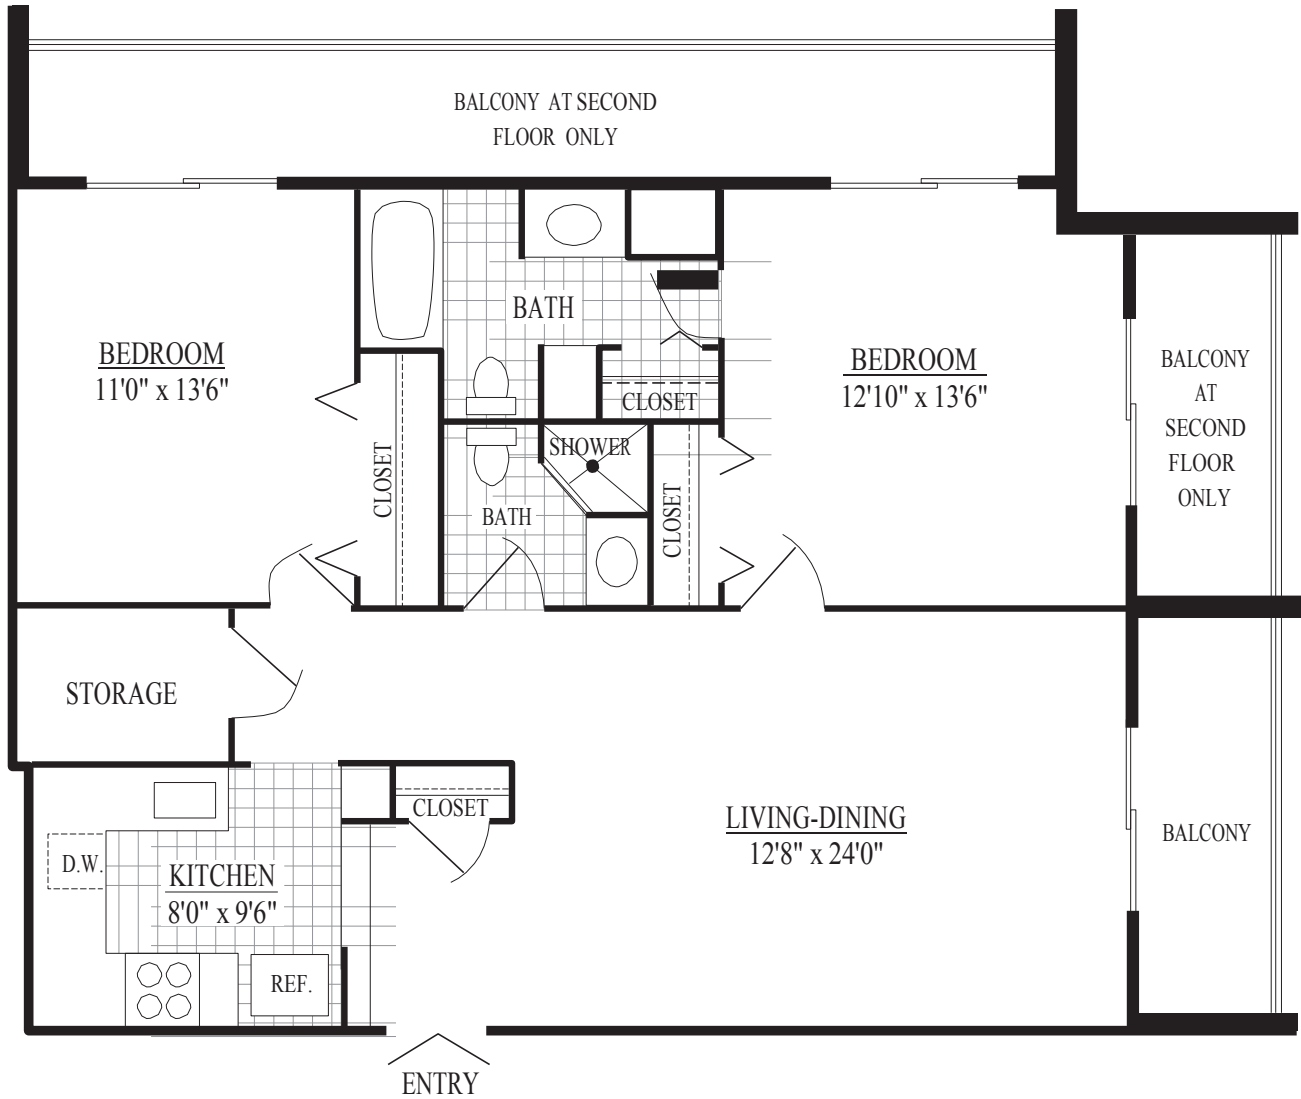 BALCONY AT SECOND
FLOOR ONLY
BEDROOM
11'0" x 13'6"
BATH
BEDROOM
12'10" x 13'6"
CLOSET
BALCONY
AT
SECOND
FLOOR
ONLY
CLOSET
SHOWER
BATH
CLOSET
STORAGE
CLOSET
LIVING-DINING
12'8" x 24'0"
BALCONY
D.W.
KITCHEN
8'0" x 9'6"
REF.
ENTRY